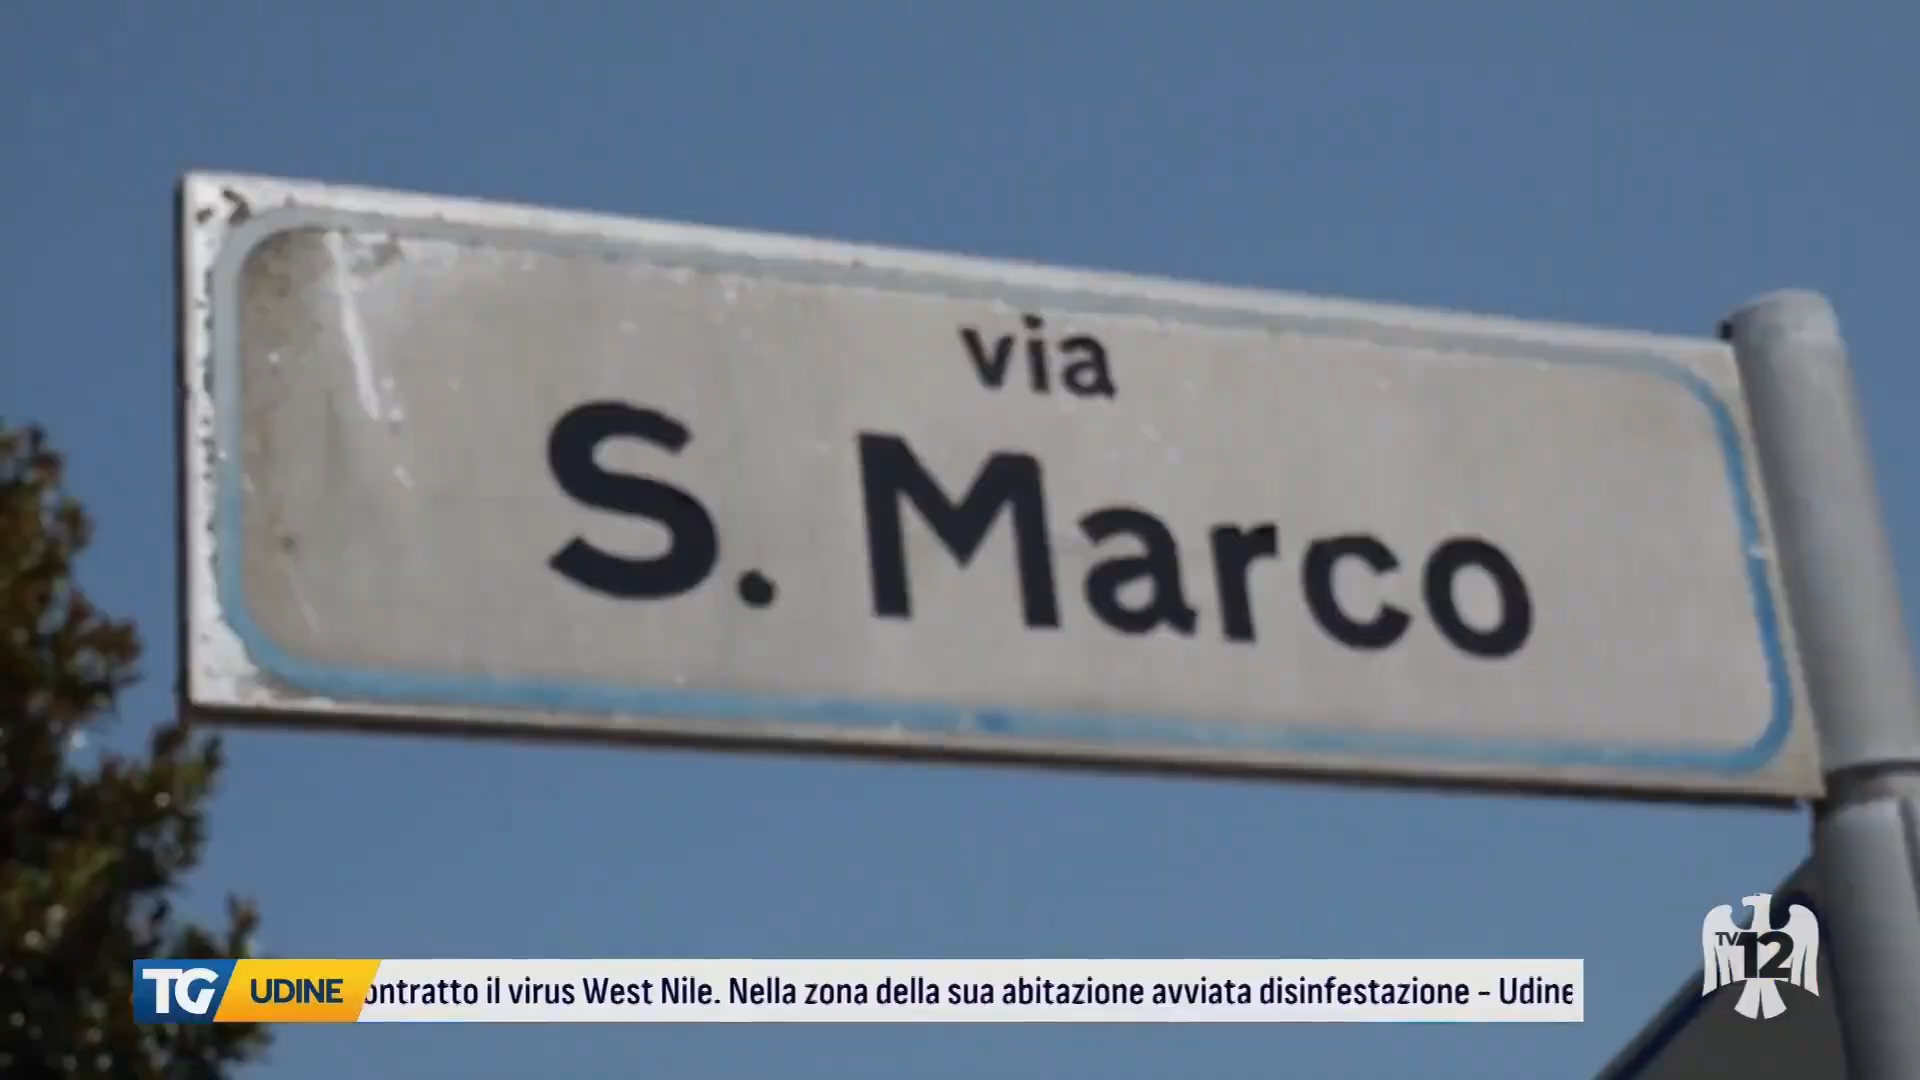 via
S. Marco
TV
12
TG UDINE ontratto il virus West Nile. Nella zona della sua abitazione avviata disinfestazione - Udine